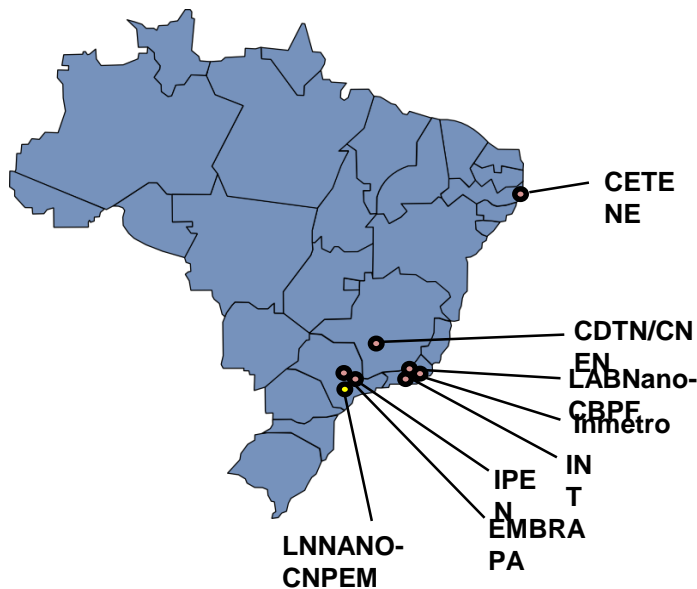 CETE
NE
CDTN/CN
EN
LABNano-
CBPF
Inmetro
IN
T
IPE
N
EMBRA
PA
LNNANO-
CNPEM